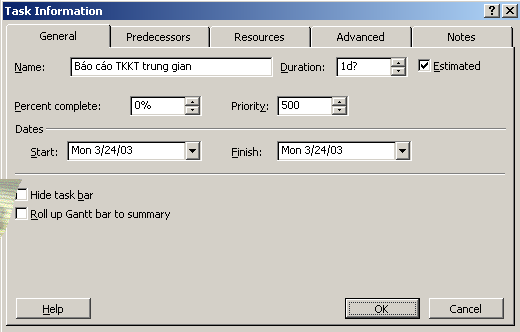 Task Information
General Predecessors Resources Advanced Notes
Name: Báo cáo TKKT trung gian Duration: 1d? Estimated
Percent complete: 0% Priority: 500
Dates
Start: Mon 3/24/03 Finish: Mon 3/24/03
Hide task bar
Roll up Gantt bar to summary
Help OK Cancel